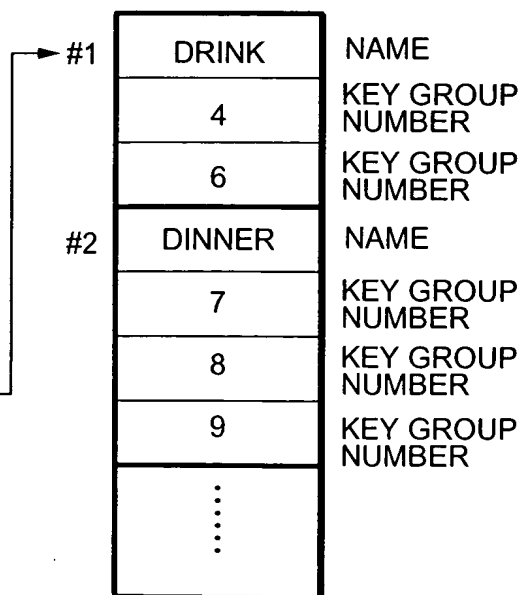 #1 DRINK NAME
4 KEY GROUP
NUMBER
6 KEY GROUP
NUMBER
#2 DINNER NAME
7 KEY GROUP
NUMBER
8 KEY GROUP
NUMBER
9 KEY GROUP
NUMBER